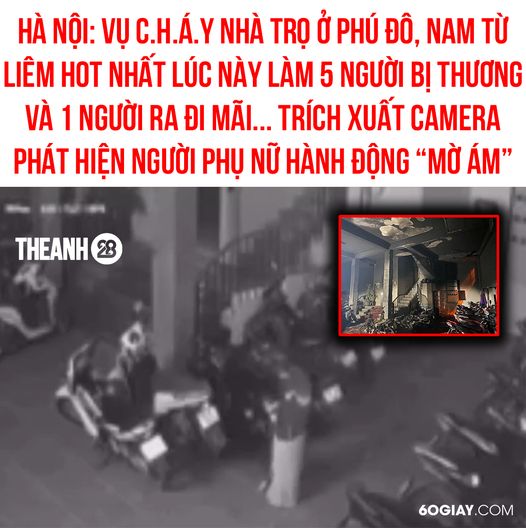 HÀ NỘI: VỤ C.H.Á.Y NHÀ TRỌ Ở PHÚ ĐÔ, NAM TỪ
LIÊM HOT NHẤT LÚC NÀY LÀM 5 NGƯỜI BỊ THƯƠNG
VÀ 1 NGƯỜI RA ĐI MÃI... TRÍCH XUẤT CAMERA
PHÁT HIỆN NGƯỜI PHỤ NỮ HÀNH ĐỘNG “MỜ ÁM”
THEANH28
60GIAY.COM